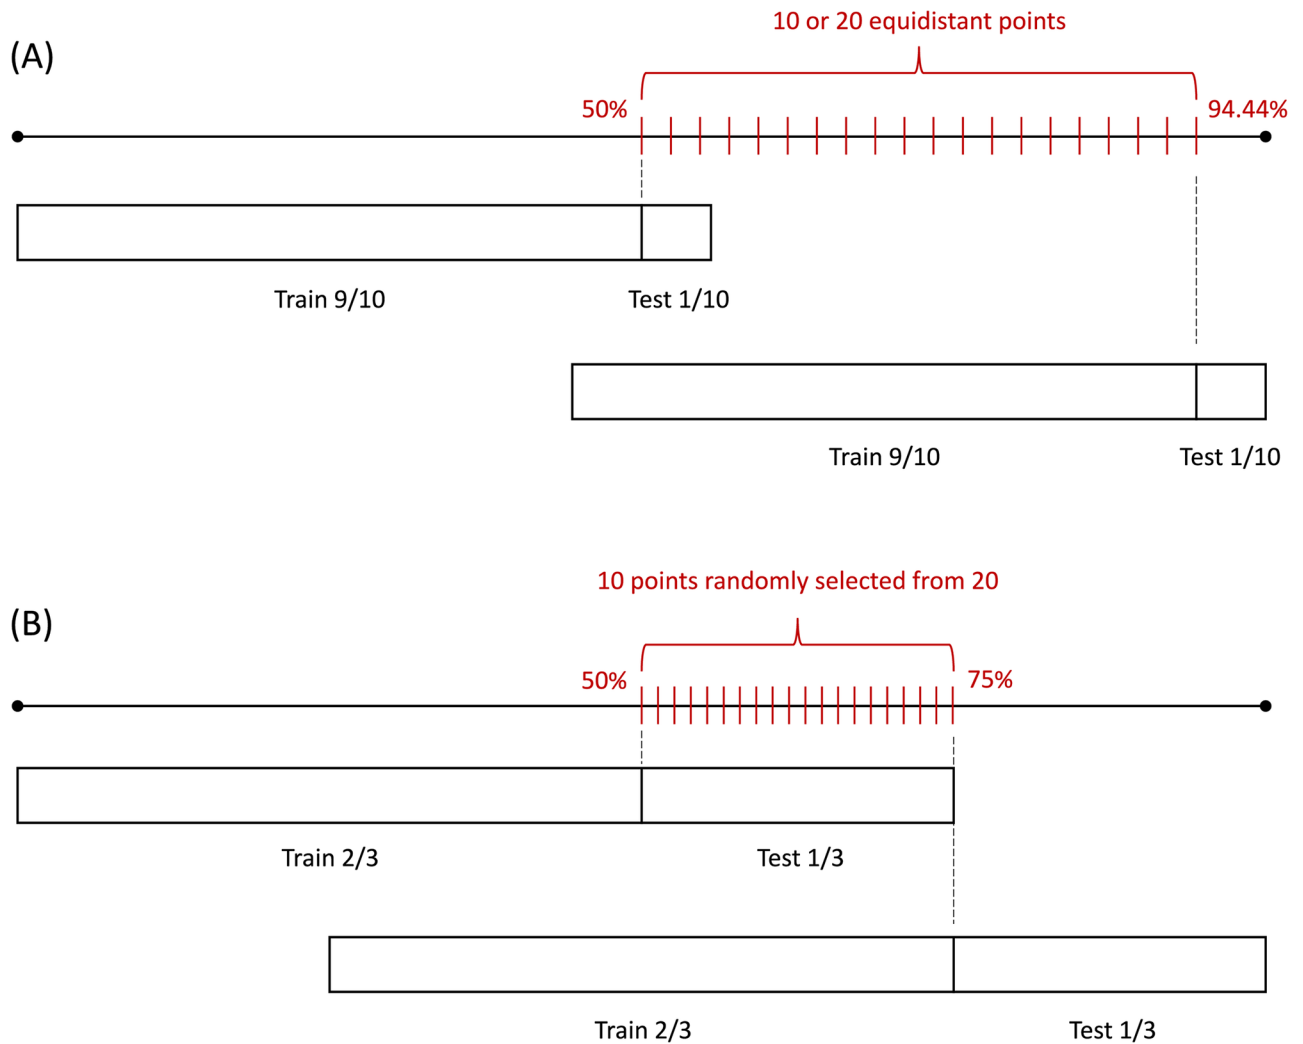 10 or 20 equidistant points
(A)
50%
94.44%
Train 9/10
Test 1/10
Train 9/10
Test 1/10
10 points randomly selected from 20
(B)
50%
75%
Train 2/3
Test 1/3
Train 2/3
Test 1/3